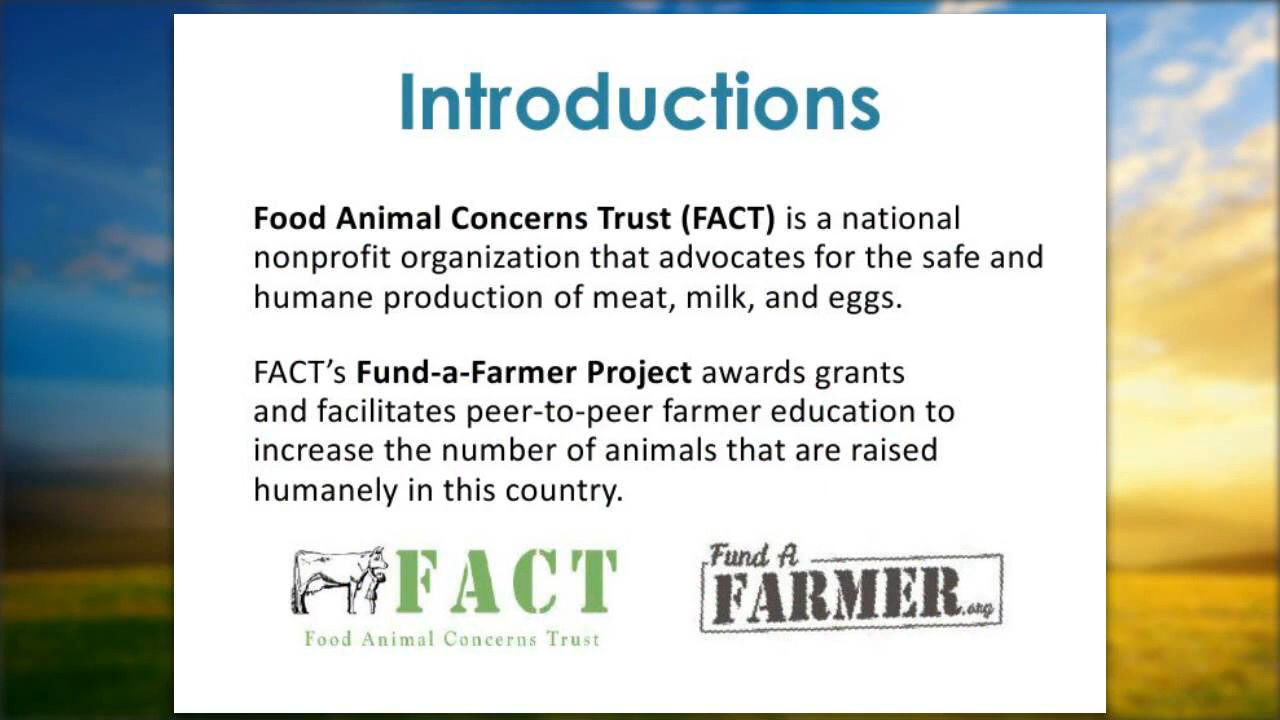 Introductions
Food Animal Concerns Trust (FACT) is a national
nonprofit organization that advocates for the safe and
humane production of meat, milk, and eggs.
FACT’s Fund-a-Farmer Project awards grants
and facilitates peer-to-peer farmer education to
increase the number of animals that are raised
humanely in this country.
FACT
Food Animal Concerns Trust
Fund A
FARMER.org